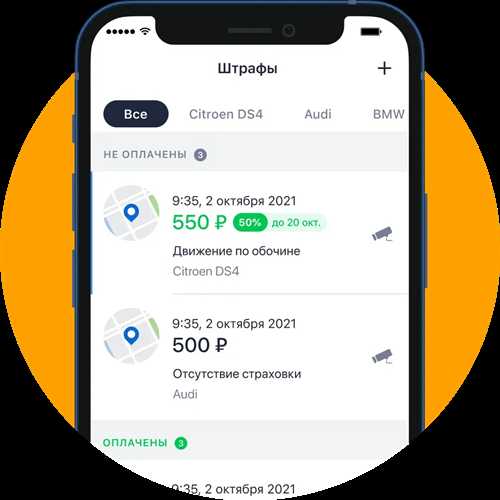 Штрафы +
Все Citroen DS4 Audi BMW
НЕ ОПЛАЧЕНЫ 3
9:35, 2 октября 2021
550 ₽ 50% до 20 окт.
Движение по обочине
Citroen DS4
9:35, 2 октября 2021
500 ₽
Отсутствие страховки
Audi
ОПЛАЧЕНЫ 3
9:35, 2 октября 2021